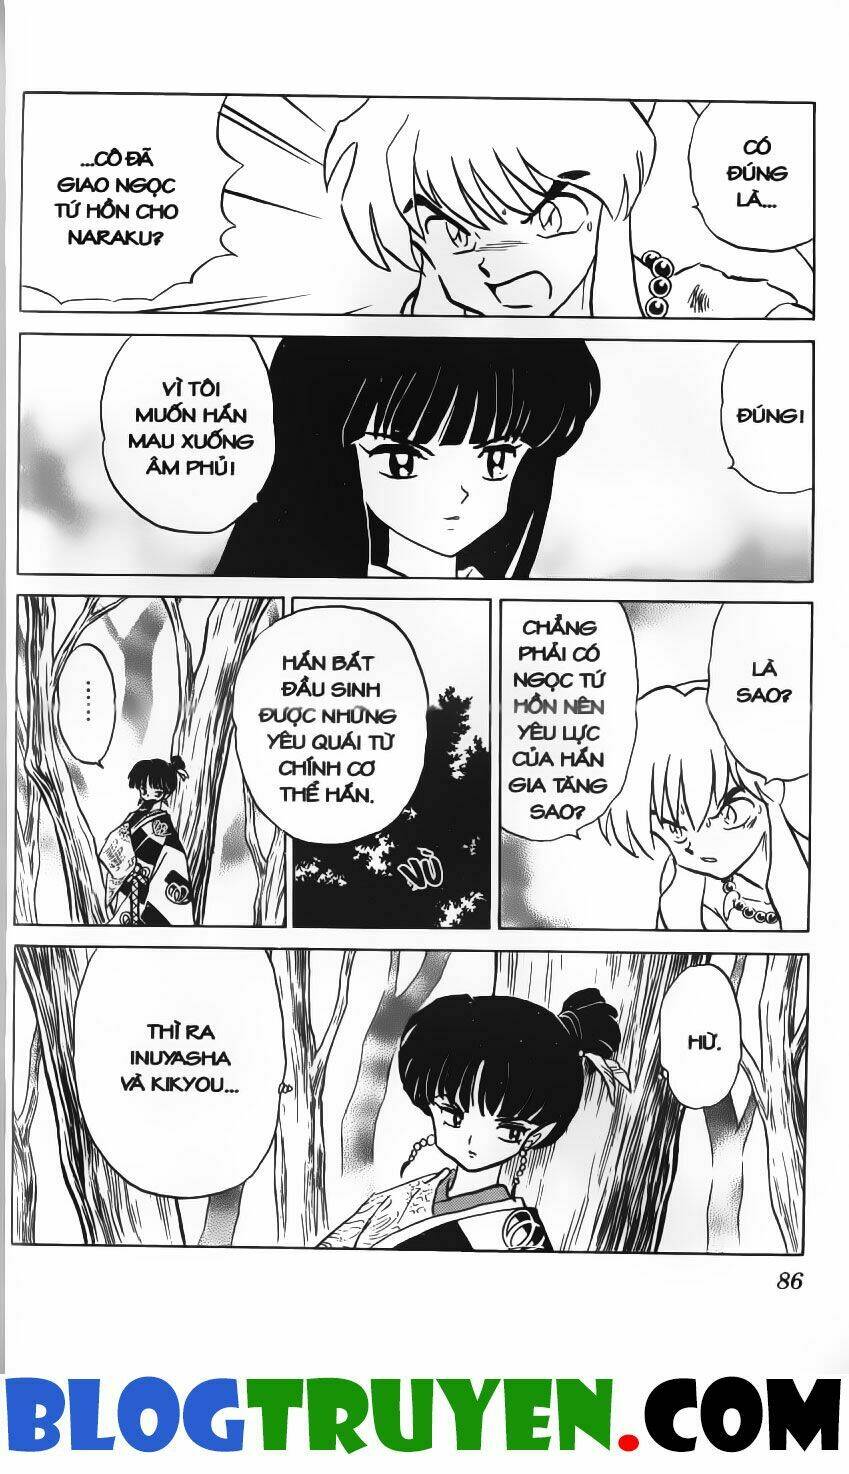 CÓ
ĐÚNG
LÀ...
...CÔ ĐÃ
GIAO NGỌC
TỨ HỒN CHO
NARAKU?
ĐÚNG!
VÌ TÔI
MUỐN HẮN
MAU XUỐNG
ÂM PHỦ!
LÀ
SAO?
CHẲNG
PHẢI CÓ
NGỌC TỨ
HỒN NÊN
YÊU LỰC
CỦA HẮN
GIA TĂNG
SAO?
HẮN BẮT
ĐẦU SINH
ĐƯỢC NHỮNG
YÊU QUÁI TỪ
CHÍNH CƠ
THỂ HẮN.
VÙ
......
HỪ.
THÌ RA
INUYASHA
VÀ KIKYOU...
86
BLOGTRUYEN.COM